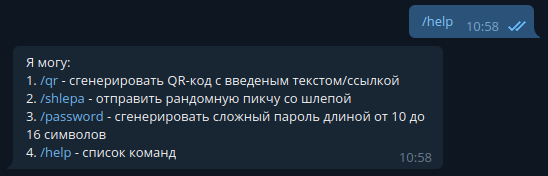 /help
10:58
Я могу:
1. /qr - сгенерировать QR-код с введеным текстом/ссылкой
2. /shlepa - отправить рандомную пикчу со шлепой
3. /password - сгенерировать сложный пароль длиной от 10 до
16 символов
4. /help - список команд
10:58